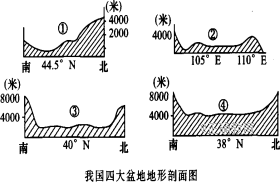 (米) ① (米) ②
4000 4000
2000
南 44.5°N 北 105°E 110°E
(米) (米)
8000 ③ 8000 ④
4000 4000
南 40°N 北 南 38°N 北
我国四大盆地地形剖面图